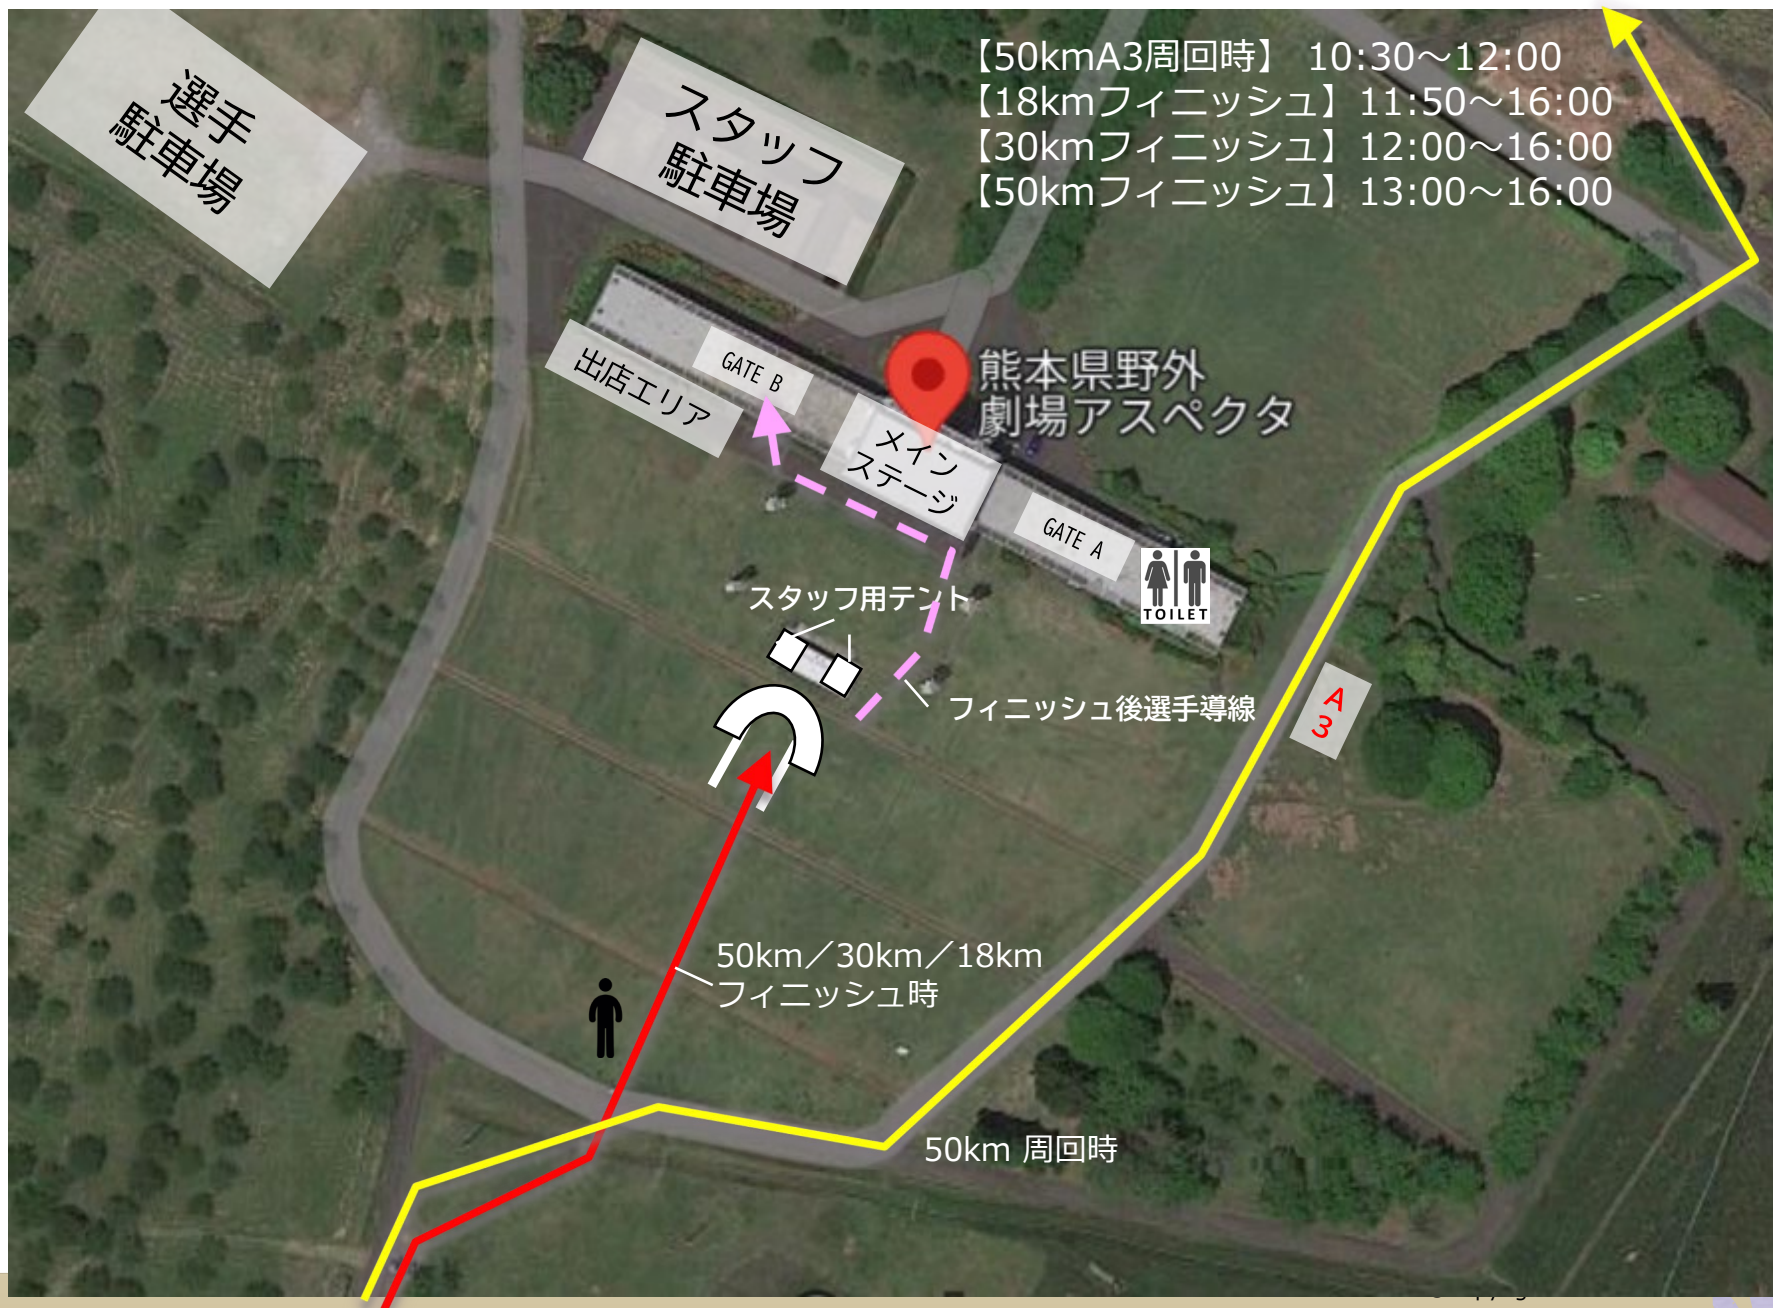 【50kmA3周回時】 10:30～12:00
【18kmフィニッシュ】11:50～16:00
【30kmフィニッシュ】12:00～16:00
【50kmフィニッシュ】13:00～16:00
選手
駐車場
スタッフ
駐車場
出店エリア
GATE B
熊本県野外
劇場アスペクタ
メイン
ステージ
GATE A
TOILET
スタッフ用テント
フィニッシュ後選手導線
A
3
50km／30km／18km
フィニッシュ時
50km 周回時